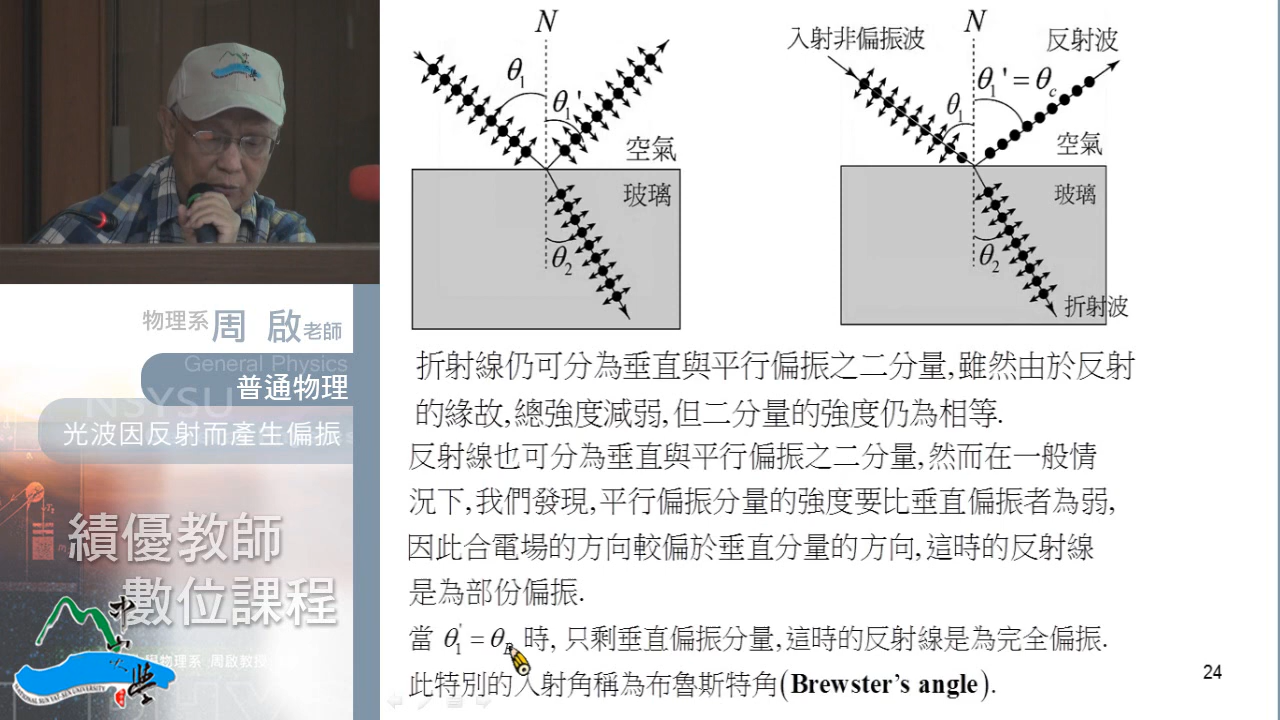 物理系周 啟老師
General Physics
普通物理
NSYSU
光波因反射而產生偏振
績優教師
數位課程
N
θ₁
θ₁'
空氣
玻璃
θ₂
入射非偏振波
N
反射波
θ₁
θ₁' = θc
空氣
玻璃
θ₂
折射波
折射線仍可分為垂直與平行偏振之二分量,雖然由於反射
的緣故,總強度減弱,但二分量的強度仍為相等.
反射線也可分為垂直與平行偏振之二分量,然而在一般情
況下,我們發現,平行偏振分量的強度要比垂直偏振者為弱,
因此合電場的方向較偏於垂直分量的方向,這時的反射線
是為部份偏振.
當 θ₁' = θB 時, 只剩垂直偏振分量,這時的反射線是為完全偏振.
此特別的入射角稱為布魯斯特角(Brewster's angle).
24